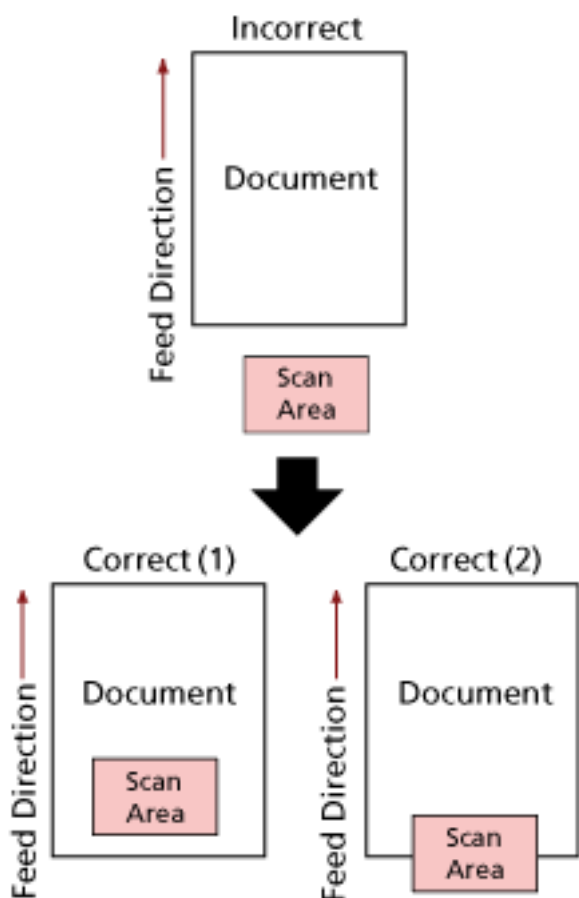 Incorrect
Feed Direction
Document
Scan
Area
Correct (1)
Feed Direction
Document
Scan
Area
Correct (2)
Feed Direction
Document
Scan
Area